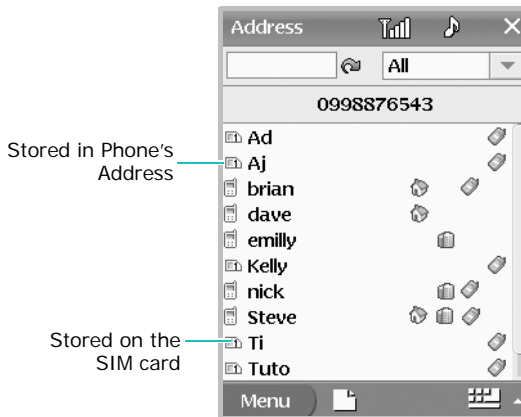 Address
All
0998876543
Ad
Stored in Phone's
Address
Aj
brian
dave
emilly
Kelly
nick
Steve
Stored on the
SIM card
Ti
Tuto
Menu